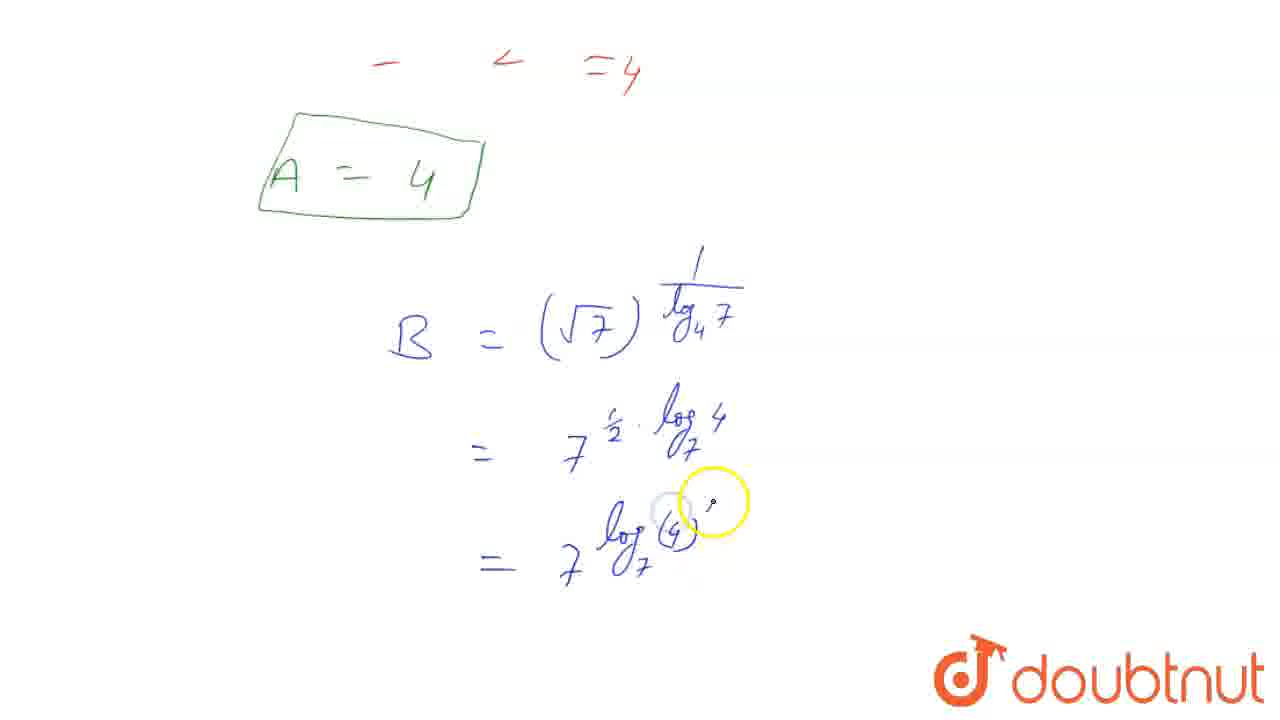 - < =4
A = 4
B = (√7)^(1/log₄7)
= 7^(1/2 · log₇4)
= 7^(log₇(4)
doubtnut